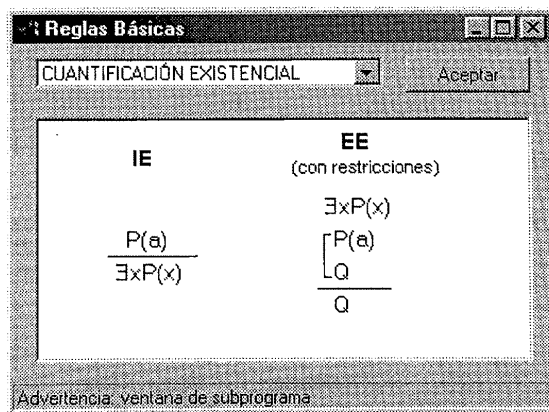 Reglas Básicas
CUANTIFICACIÓN EXISTENCIAL
Aceptar
IE
P(a)
∃xP(x)
EE
(con restricciones)
∃xP(x)
P(a)
Q
Q
Advertencia: ventana de subprograma